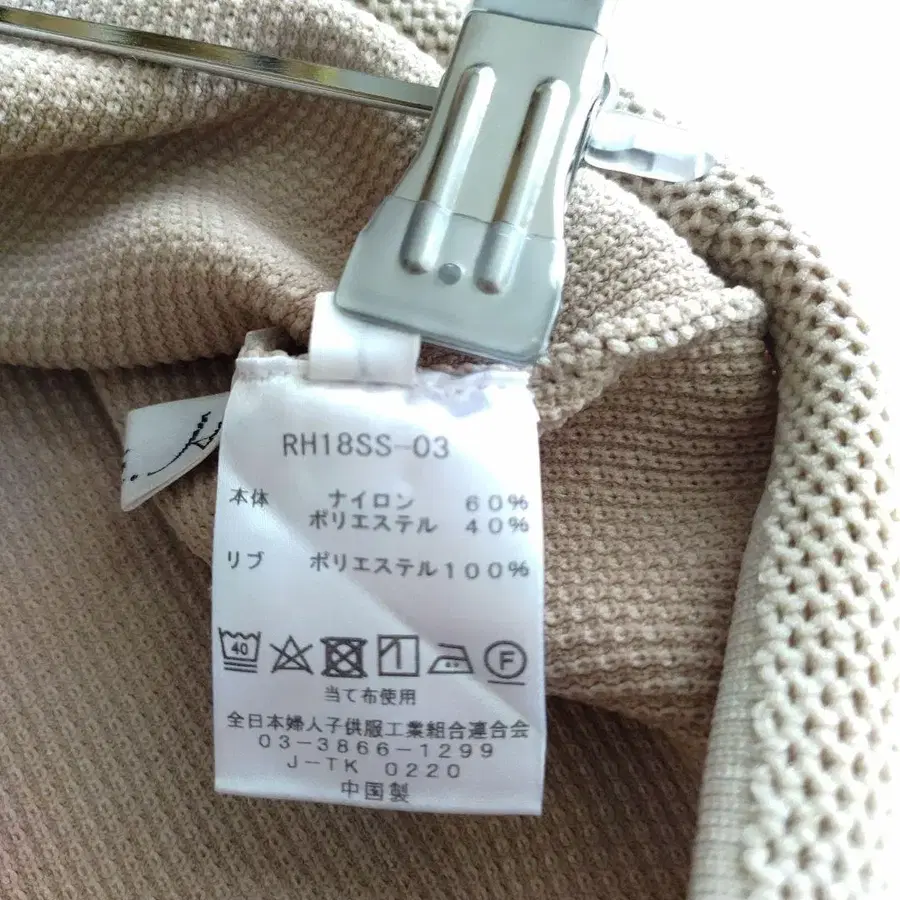 RH18SS-03
本体 ナイロン 60%
ポリエステル 40%
リブ ポリエステル100%
40 F
当て布使用
全日本婦人子供服工業組合連合会
03-3866-1299
J-TK 0220
中国製